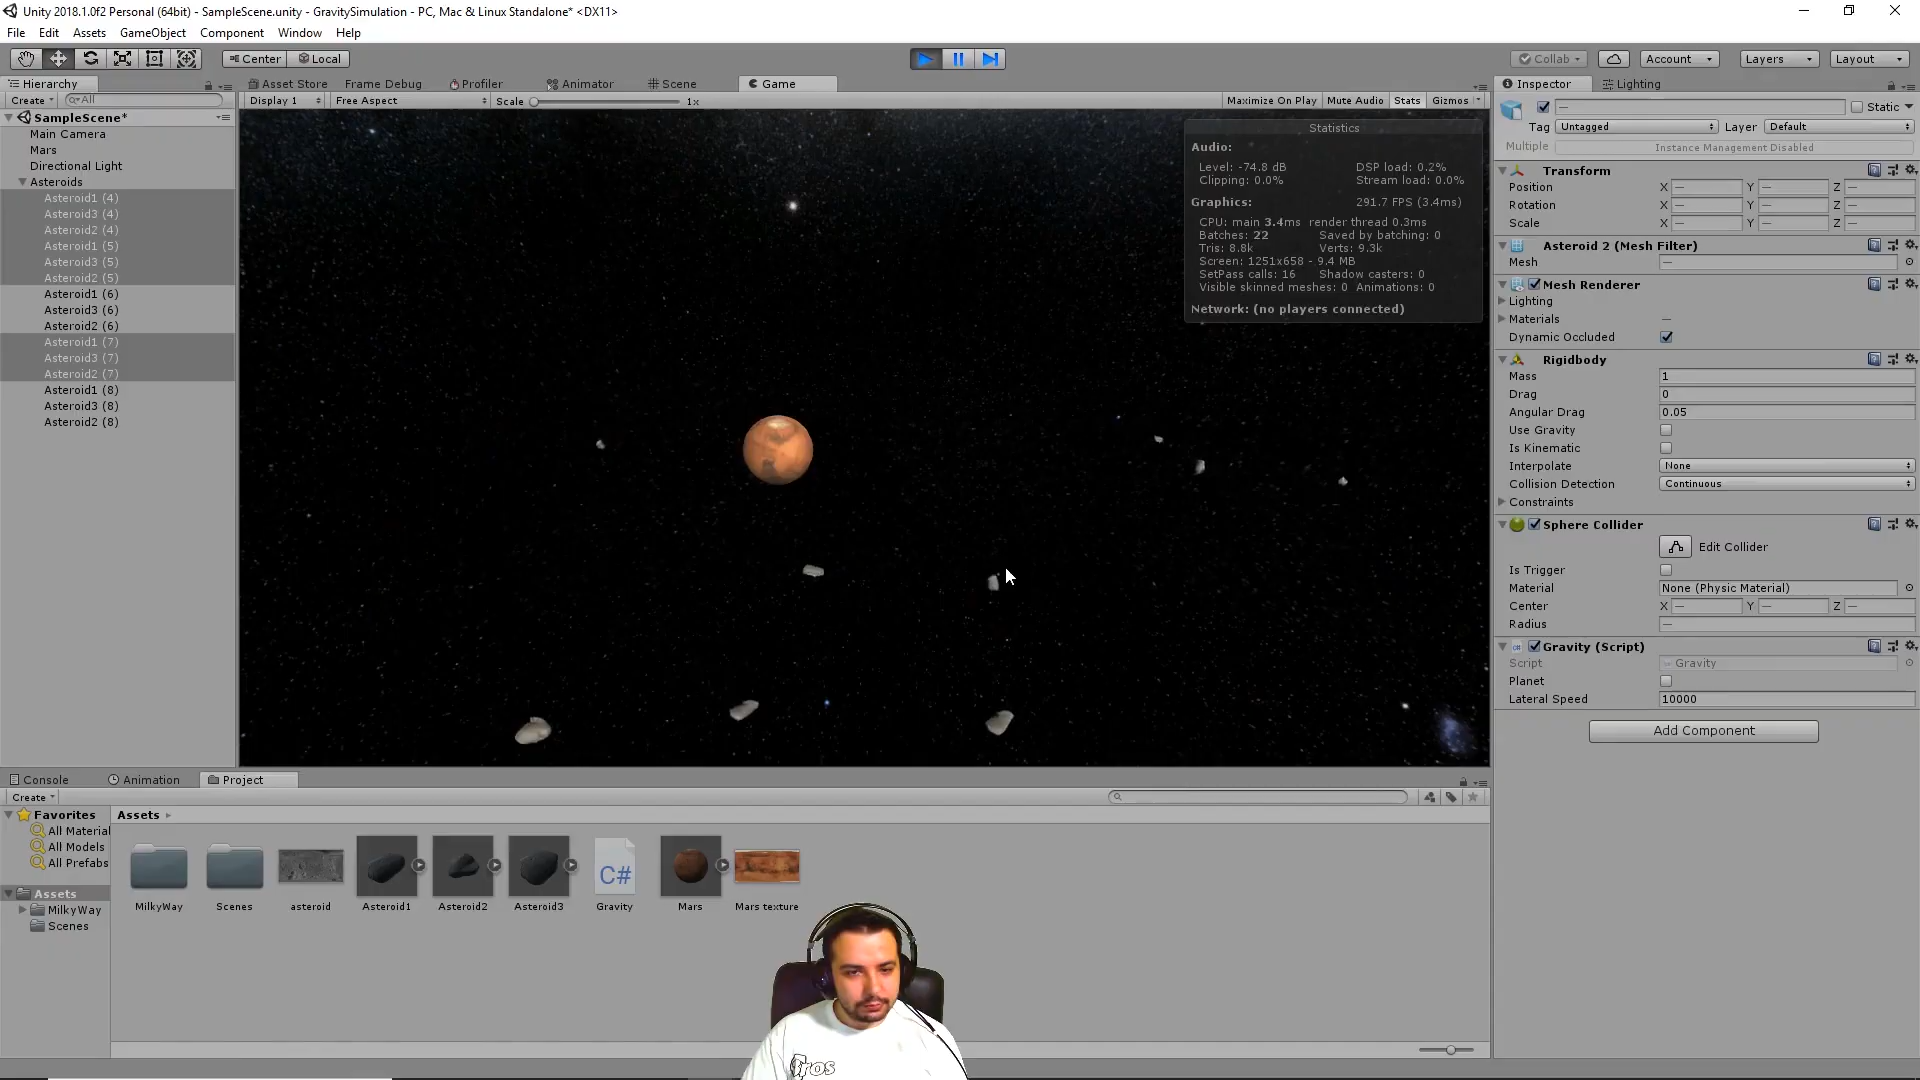 Unity 2018.1.0f2 Personal (64bit) - SampleScene.unity - GravitySimulation - PC, Mac & Linux Standalone* <DX11>
File Edit Assets GameObject Component Window Help
Center Local
Collab Account Layers Layout
Hierarchy
Asset Store Frame Debug Profiler Animator Scene Game
Inspector Lighting
Create All
Display 1 Free Aspect Scale 1x Maximize On Play Mute Audio Stats Gizmos
SampleScene*
Main Camera
Mars
Directional Light
Asteroids
Asteroid1 (4)
Asteroid3 (4)
Asteroid2 (4)
Asteroid1 (5)
Asteroid3 (5)
Asteroid2 (5)
Asteroid1 (6)
Asteroid3 (6)
Asteroid2 (6)
Asteroid1 (7)
Asteroid3 (7)
Asteroid2 (7)
Asteroid1 (8)
Asteroid3 (8)
Asteroid2 (8)
Statistics
Audio:
Level: -74.8 dB DSP load: 0.2%
Clipping: 0.0% Stream load: 0.0%
Graphics: 291.7 FPS (3.4ms)
CPU: main 3.4ms render thread 0.3ms
Batches: 22 Saved by batching: 0
Tris: 8.8k Verts: 9.3k
Screen: 1251x658 - 9.4 MB
SetPass calls: 16 Shadow casters: 0
Visible skinned meshes: 0 Animations: 0
Network: (no players connected)
— Static
Tag Untagged Layer Default
Multiple Instance Management Disabled
Transform
Position X — Y — Z —
Rotation X — Y — Z —
Scale X — Y — Z —
Asteroid 2 (Mesh Filter)
Mesh —
Mesh Renderer
Lighting
Materials —
Dynamic Occluded
Rigidbody
Mass 1
Drag 0
Angular Drag 0.05
Use Gravity
Is Kinematic
Interpolate None
Collision Detection Continuous
Constraints
Sphere Collider
Edit Collider
Is Trigger
Material None (Physic Material)
Center X — Y — Z —
Radius —
Gravity (Script)
Script Gravity
Planet
Lateral Speed 10000
Add Component
Console Animation Project
Create
Favorites
All Material
All Models
All Prefabs
Assets
MilkyWay
Scenes
Assets
MilkyWay Scenes asteroid Asteroid1 Asteroid2 Asteroid3 Gravity Mars Mars texture
C#